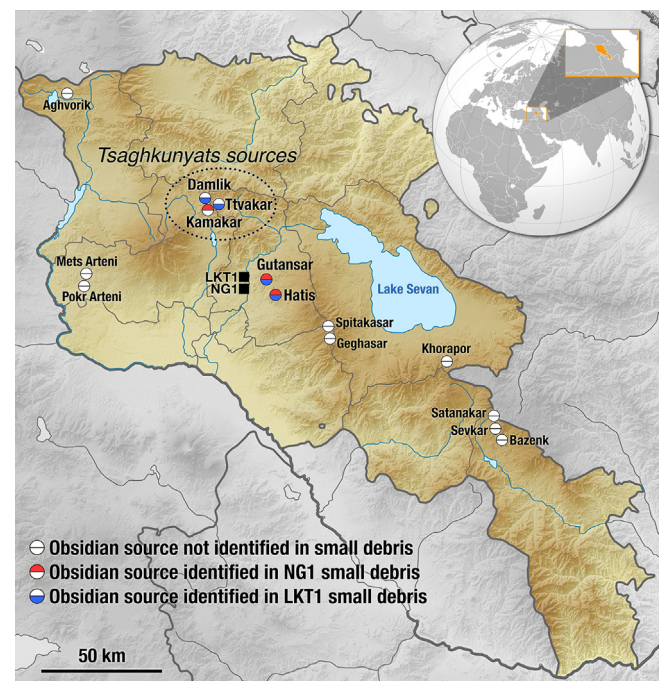 Aghvorik
Tsaghkunyats sources
Damlik
Ttvakar
Kamakar
Mets Arteni
Pokr Arteni
LKT1
NG1
Gutansar
Hatis
Lake Sevan
Spitakasar
Geghasar
Khorapor
Satanakar
Sevkar
Bazenk
Obsidian source not identified in small debris
Obsidian source identified in NG1 small debris
Obsidian source identified in LKT1 small debris
50 km